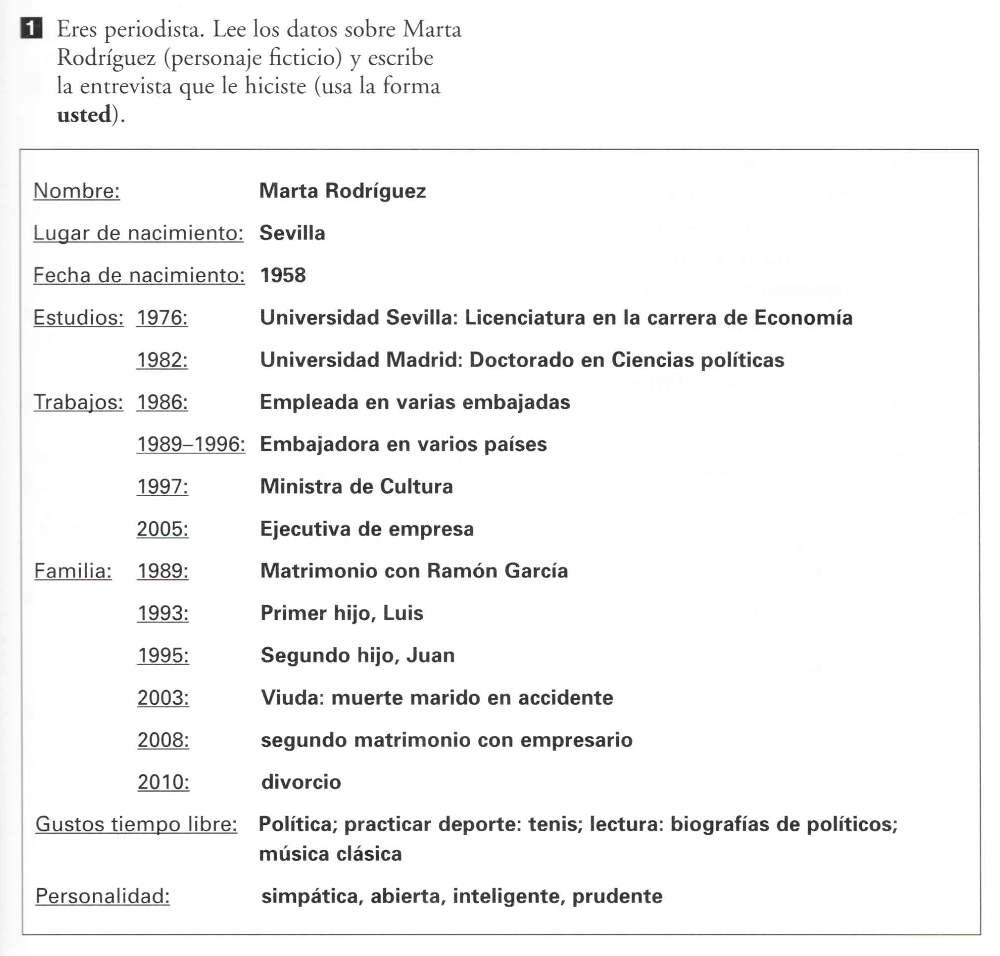 1 Eres periodista. Lee los datos sobre Marta
Rodríguez (personaje ficticio) y escribe
la entrevista que le hiciste (usa la forma
usted).
Nombre: Marta Rodríguez
Lugar de nacimiento: Sevilla
Fecha de nacimiento: 1958
Estudios: 1976: Universidad Sevilla: Licenciatura en la carrera de Economía
1982: Universidad Madrid: Doctorado en Ciencias políticas
Trabajos: 1986: Empleada en varias embajadas
1989–1996: Embajadora en varios países
1997: Ministra de Cultura
2005: Ejecutiva de empresa
Familia: 1989: Matrimonio con Ramón García
1993: Primer hijo, Luis
1995: Segundo hijo, Juan
2003: Viuda: muerte marido en accidente
2008: segundo matrimonio con empresario
2010: divorcio
Gustos tiempo libre: Política; practicar deporte: tenis; lectura: biografías de políticos;
música clásica
Personalidad: simpática, abierta, inteligente, prudente